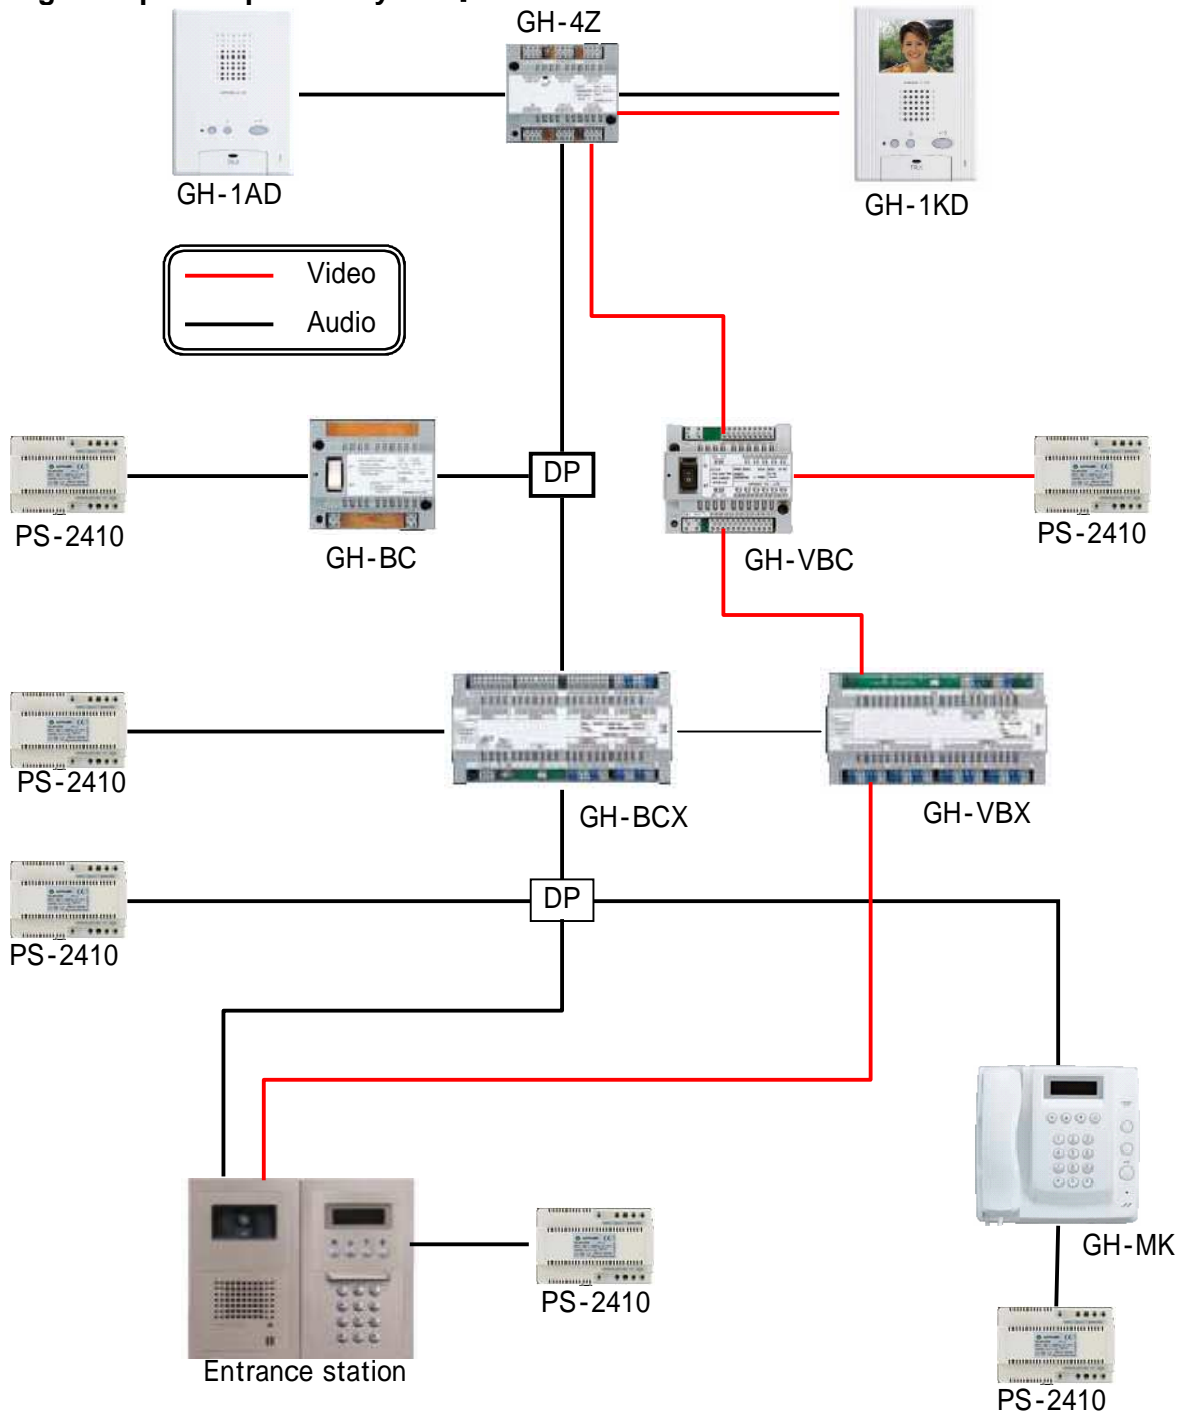 GH-4Z
GH-1AD
GH-1KD
Video
Audio
PS-2410
GH-BC
DP
GH-VBC
PS-2410
PS-2410
GH-BCX
GH-VBX
PS-2410
DP
GH-MK
PS-2410
Entrance station
PS-2410